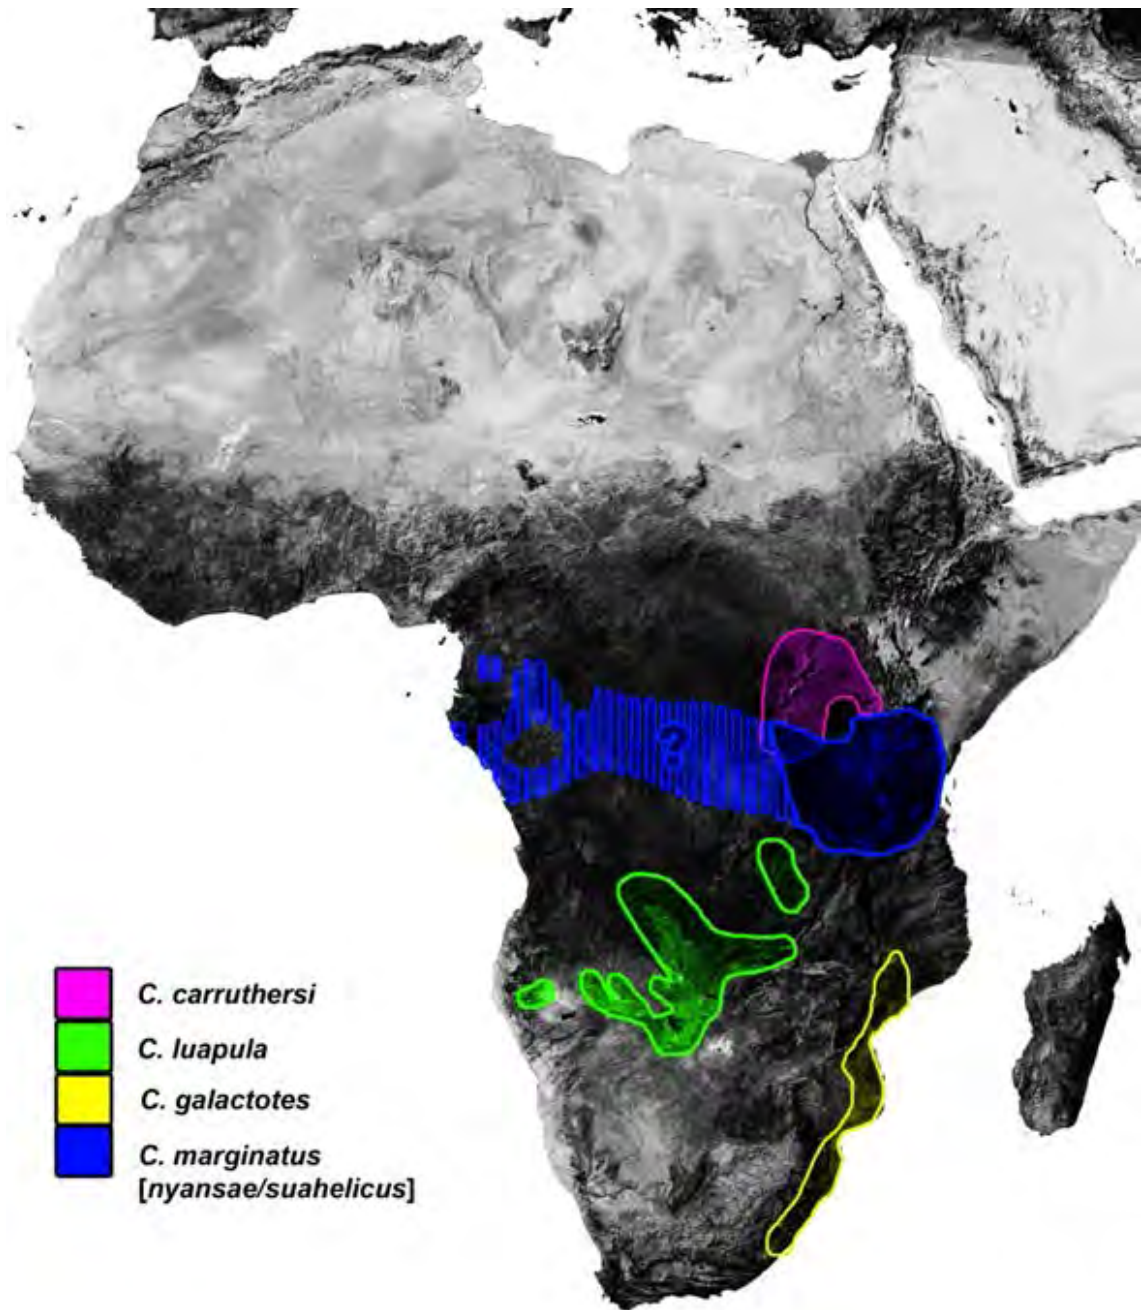 ?
C. carruthersi
C. luapula
C. galactotes
C. marginatus
[nyansae/suahelicus]